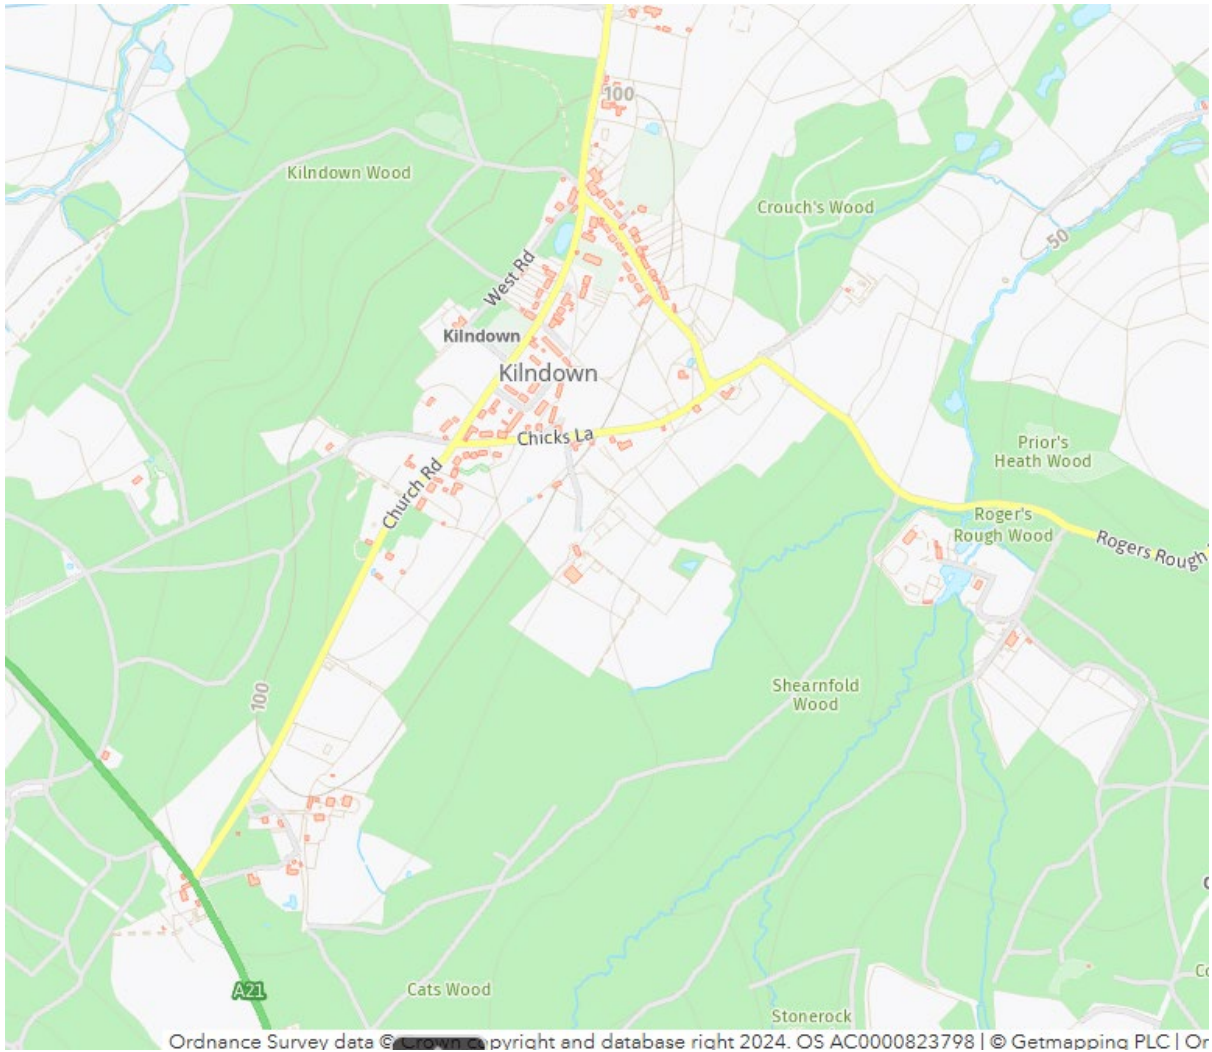 100
Kilndown Wood
Crouch's Wood
50
West Rd
Kilndown
Kilndown
Chicks La
Prior's
Heath Wood
Church Rd
Roger's
Rough Wood
Rogers Rough
Shearnfold
Wood
100
A21
Cats Wood
Stonerock
Ordnance Survey data © Crown copyright and database right 2024. OS AC0000823798 | © Getmapping PLC | Or